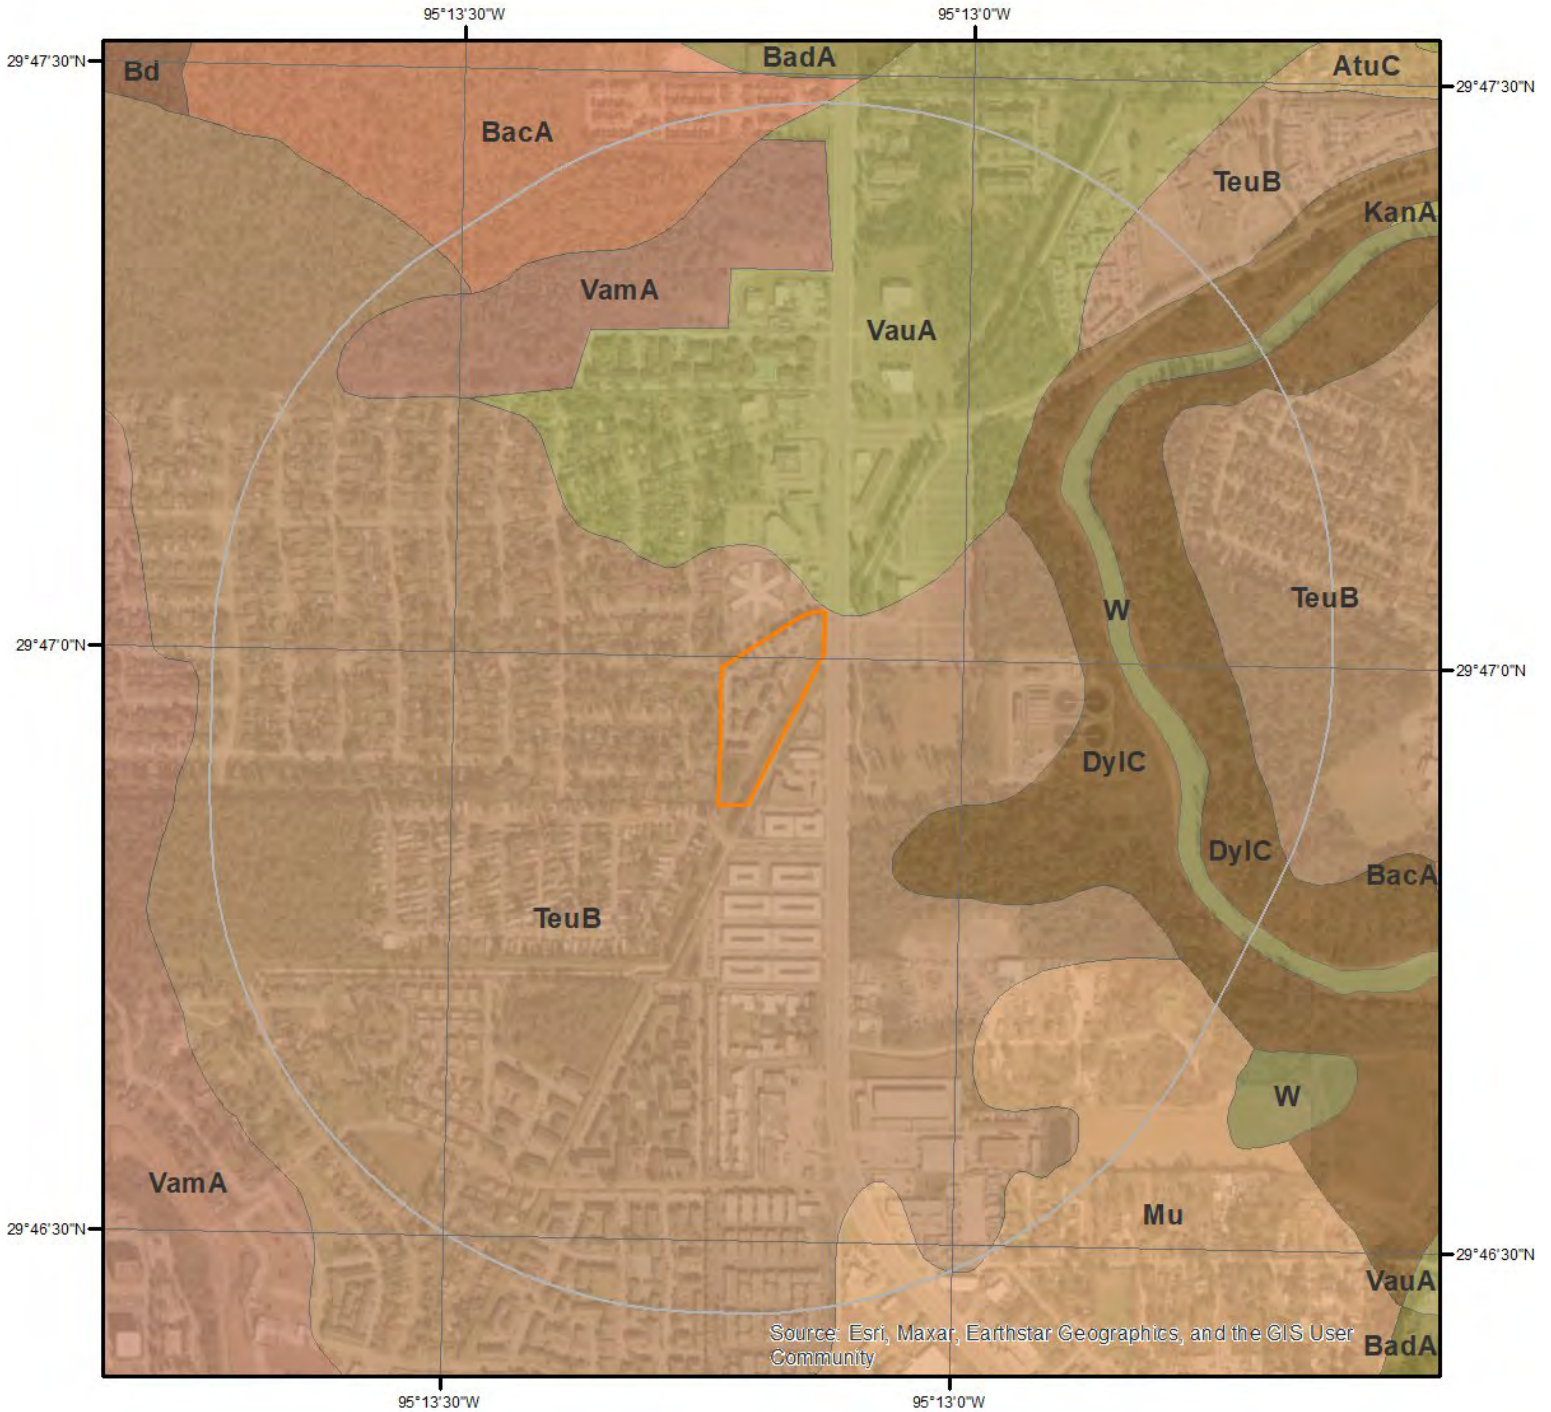 95°13'30"W
95°13'0"W
29°47'30"N
Bd
BadA
AtuC
29°47'30"N
BacA
TeuB
KanA
VamA
VauA
TeuB
W
29°47'0"N
29°47'0"N
DylC
DylC
BacA
TeuB
W
VamA
Mu
29°46'30"N
29°46'30"N
VauA
Source: Esri, Maxar, Earthstar Geographics, and the GIS User
Community
BadA
95°13'30"W
95°13'0"W